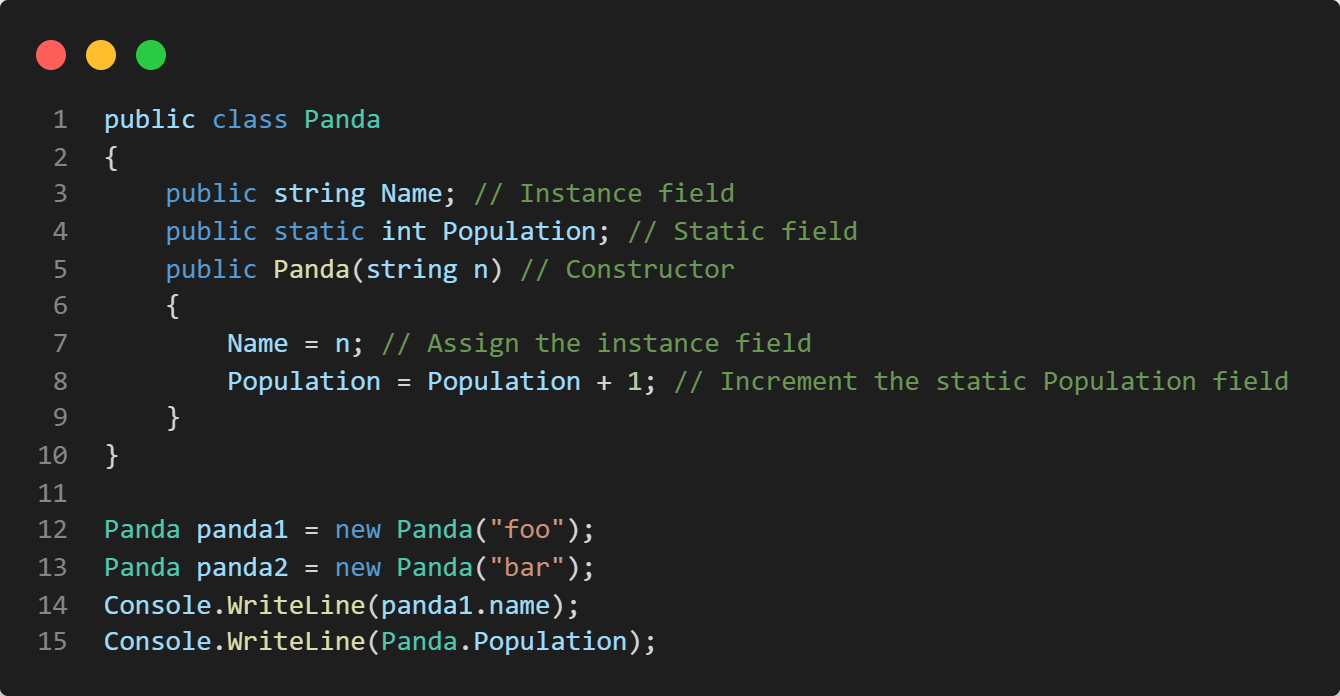 1 public class Panda
2 {
3     public string Name; // Instance field
4     public static int Population; // Static field
5     public Panda(string n) // Constructor
6     {
7         Name = n; // Assign the instance field
8         Population = Population + 1; // Increment the static Population field
9     }
10 }
11
12 Panda panda1 = new Panda("foo");
13 Panda panda2 = new Panda("bar");
14 Console.WriteLine(panda1.name);
15 Console.WriteLine(Panda.Population);